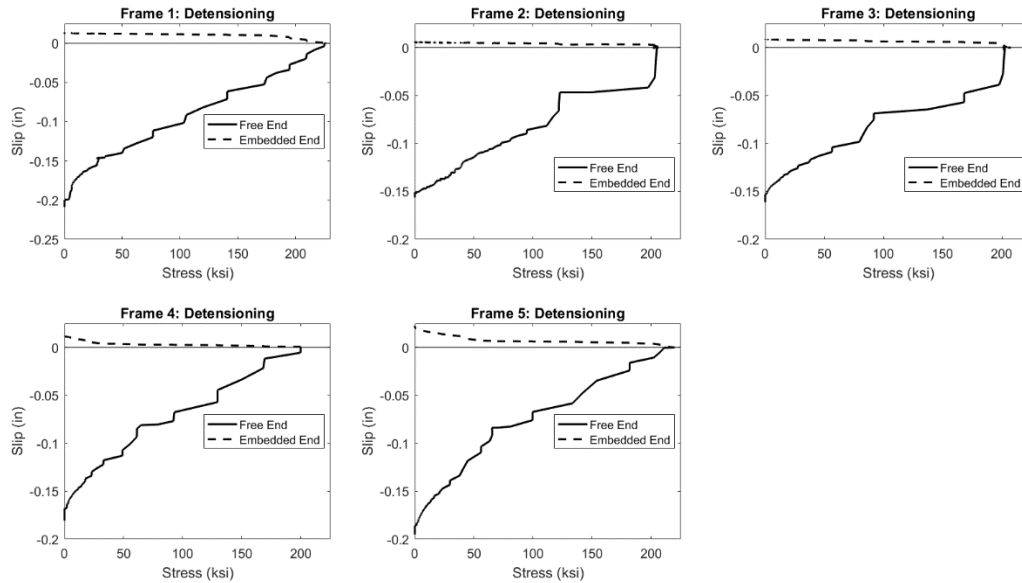 Frame 1: Detensioning
0
-0.05
-0.1
-0.15
-0.2
-0.25
Slip (in)
Free End
Embedded End
0 50 100 150 200
Stress (ksi)
Frame 2: Detensioning
0
-0.05
-0.1
-0.15
-0.2
Slip (in)
Free End
Embedded End
0 50 100 150 200
Stress (ksi)
Frame 3: Detensioning
0
-0.05
-0.1
-0.15
-0.2
Slip (in)
Free End
Embedded End
0 50 100 150 200
Stress (ksi)
Frame 4: Detensioning
0
-0.05
-0.1
-0.15
-0.2
Slip (in)
Free End
Embedded End
0 50 100 150 200
Stress (ksi)
Frame 5: Detensioning
0
-0.05
-0.1
-0.15
-0.2
Slip (in)
Free End
Embedded End
0 50 100 150 200
Stress (ksi)